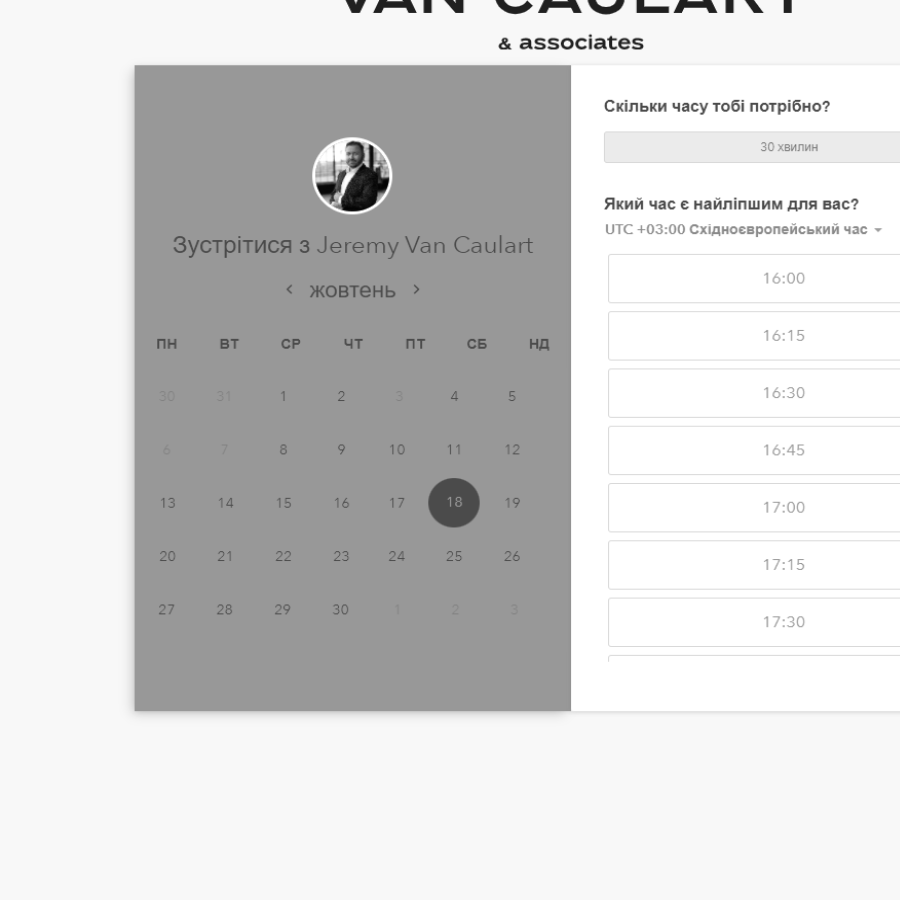 VAN CAULART
& associates
Зустрітися з Jeremy Van Caulart
жовтень
ПН ВТ СР ЧТ ПТ СБ НД
30 31 1 2 3 4 5
6 7 8 9 10 11 12
13 14 15 16 17 18 19
20 21 22 23 24 25 26
27 28 29 30 1 2 3
Скільки часу тобі потрібно?
30 хвилин
Який час є найліпшим для вас?
UTC +03:00 Східноєвропейський час
16:00
16:15
16:30
16:45
17:00
17:15
17:30